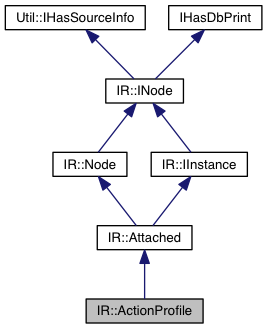 Util::IHasSourceInfo
IHasDbPrint
IR::INode
IR::Node
IR::IInstance
IR::Attached
IR::ActionProfile